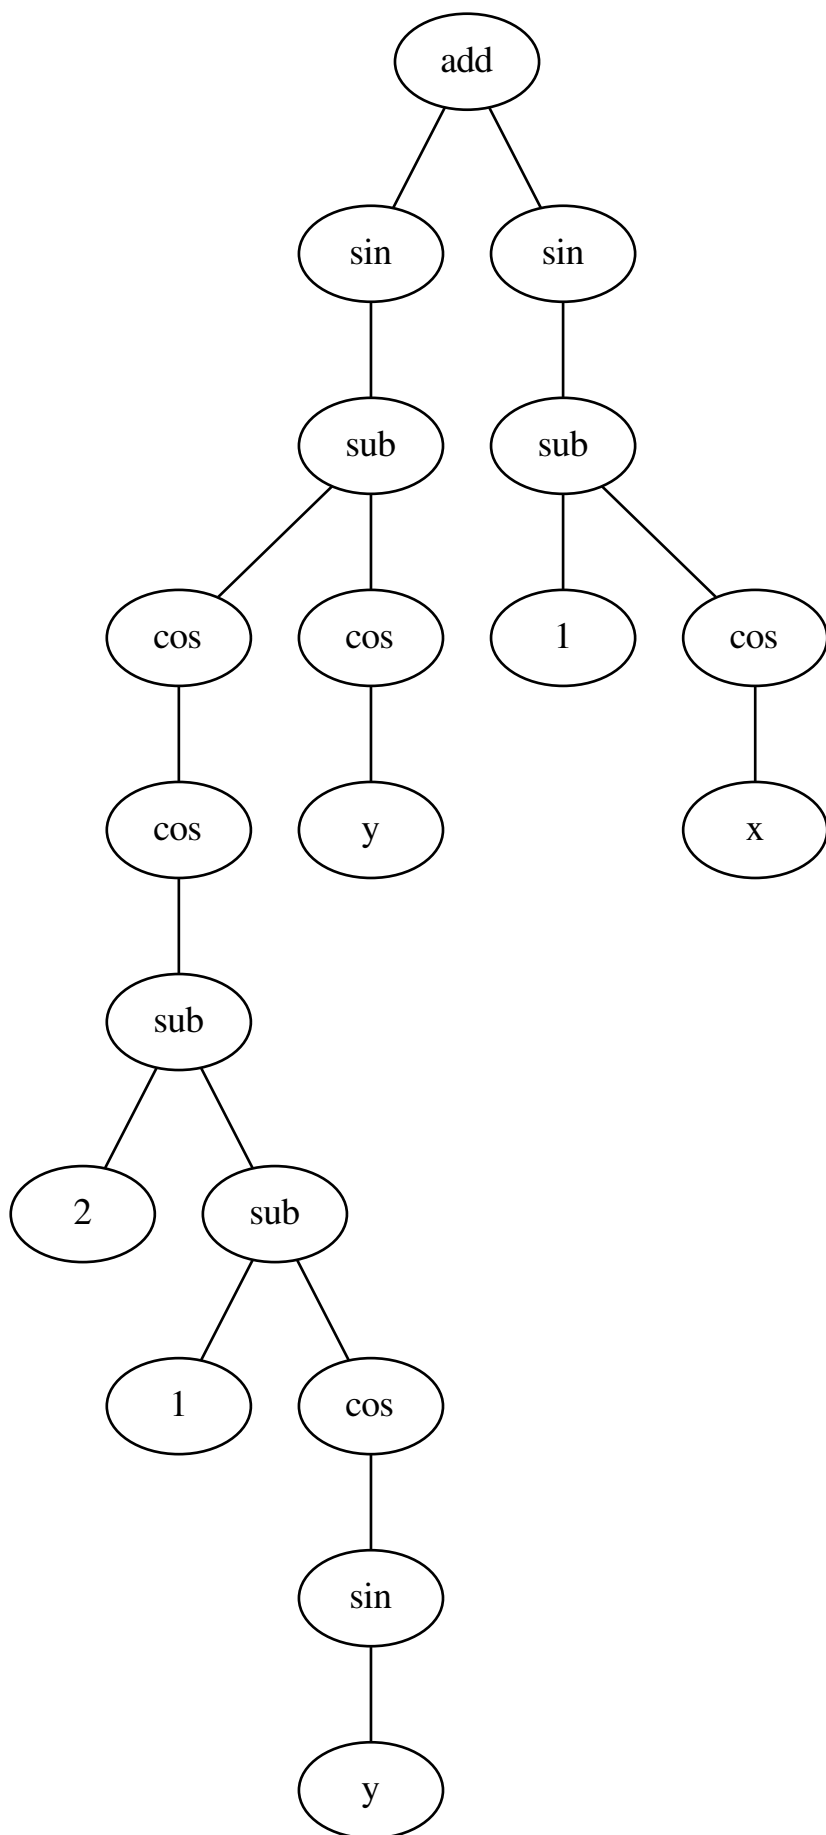 add
sin sin
sub sub
cos cos 1 cos
cos y x
sub
2 sub
1 cos
sin
y